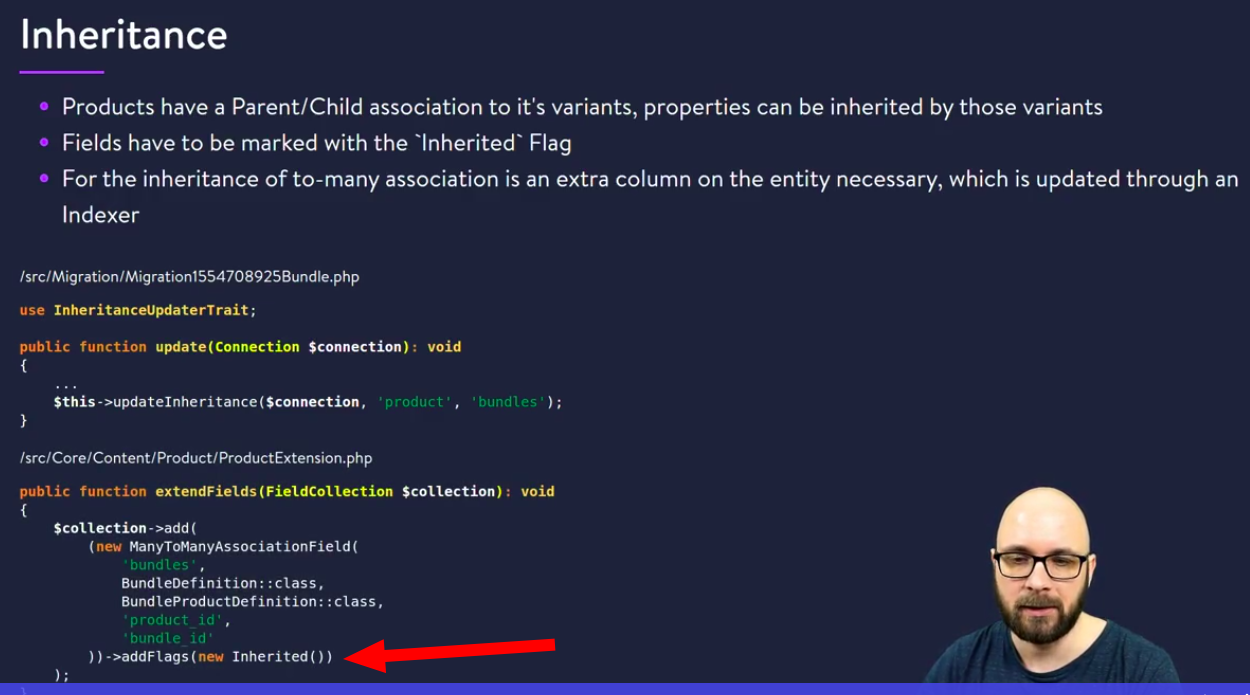 Inheritance
Products have a Parent/Child association to it's variants, properties can be inherited by those variants
Fields have to be marked with the `Inherited` Flag
For the inheritance of to-many association is an extra column on the entity necessary, which is updated through an
Indexer
/src/Migration/Migration1554708925Bundle.php
use InheritanceUpdaterTrait;
public function update(Connection $connection): void
{
...
$this->updateInheritance($connection, 'product', 'bundles');
}
/src/Core/Content/Product/ProductExtension.php
public function extendFields(FieldCollection $collection): void
{
$collection->add(
(new ManyToManyAssociationField(
'bundles',
BundleDefinition::class,
BundleProductDefinition::class,
'product_id',
'bundle_id'
))->addFlags(new Inherited())
);
}